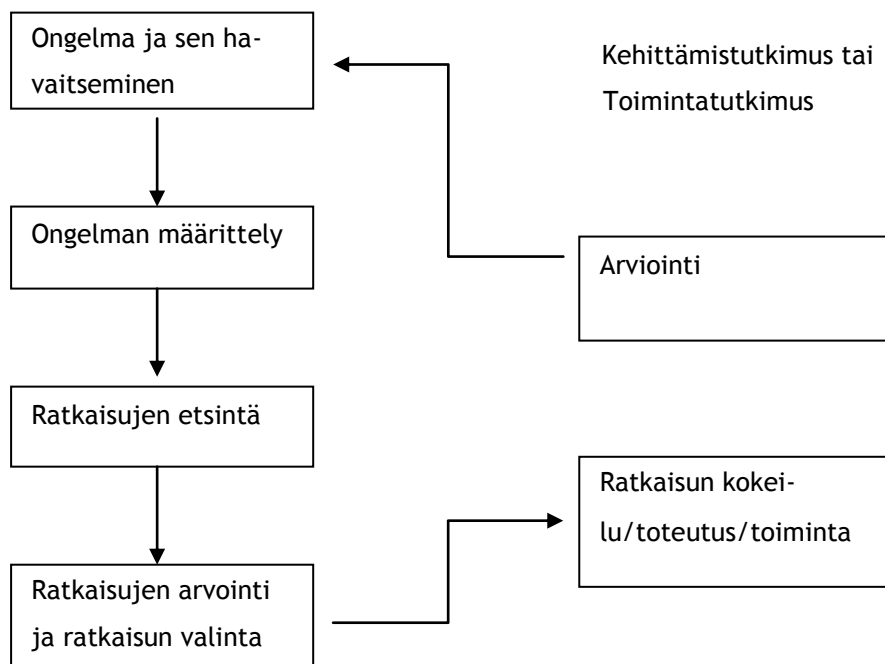 Ongelma ja sen ha-
vaitseminen
Kehittämistutkimus tai
Toimintatutkimus
Ongelman määrittely
Arviointi
Ratkaisujen etsintä
Ratkaisun kokei-
lu/toteutus/toiminta
Ratkaisujen arvointi
ja ratkaisun valinta